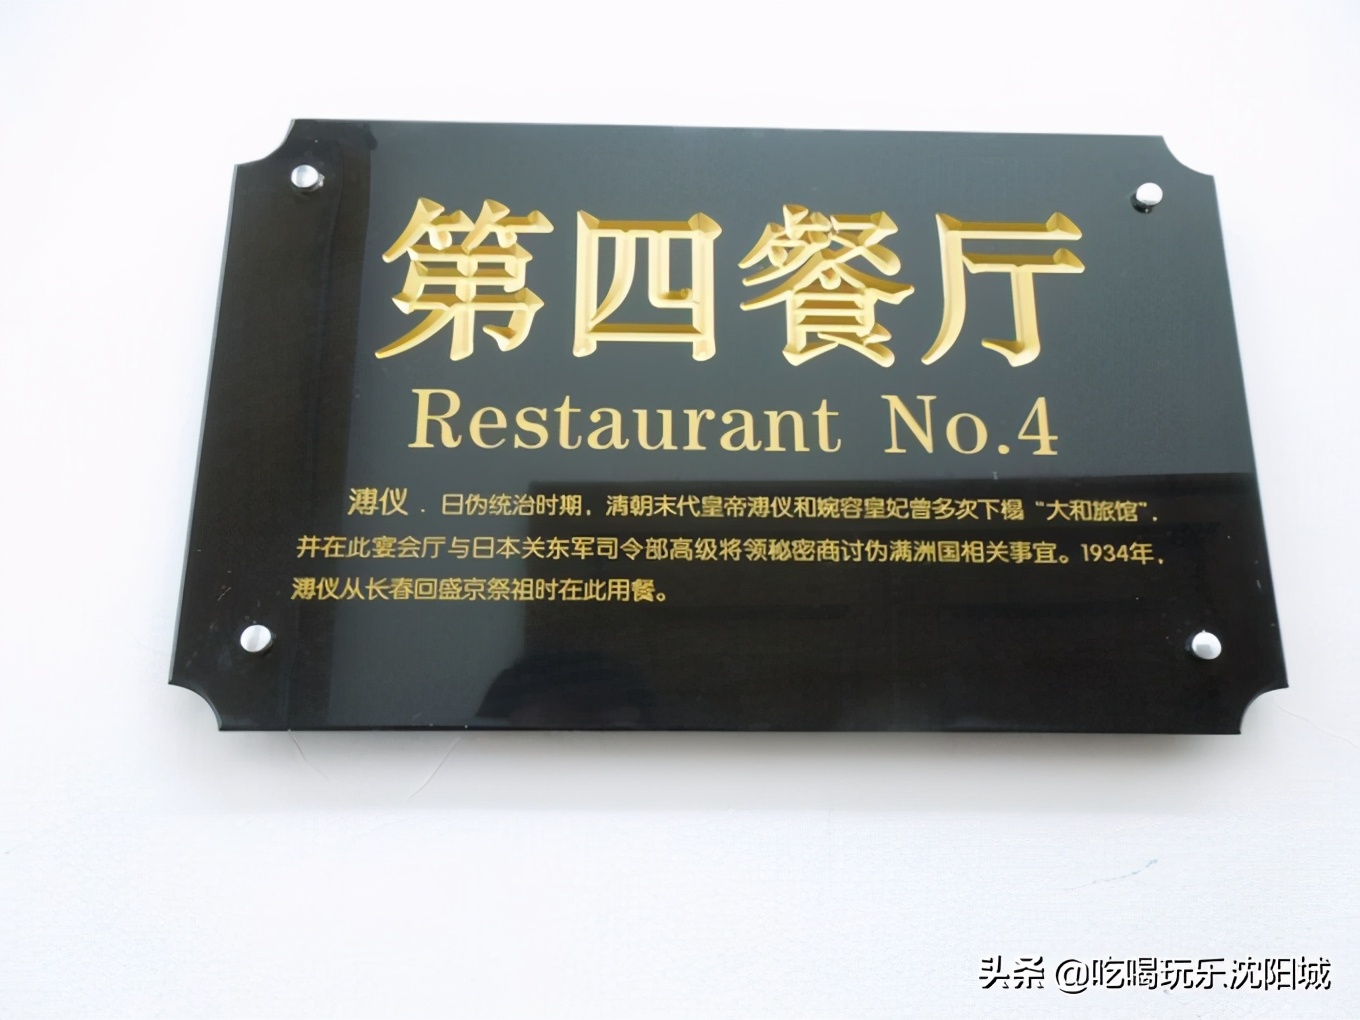 第四餐厅
Restaurant No.4
溥仪．日伪统治时期，清朝末代皇帝溥仪和婉容皇妃曾多次下榻“大和旅馆”，
并在此宴会厅与日本关东军司令部高级将领秘密商讨伪满洲国相关事宜。1934年，
溥仪从长春回盛京祭祖时在此用餐。
头条 @吃喝玩乐沈阳城